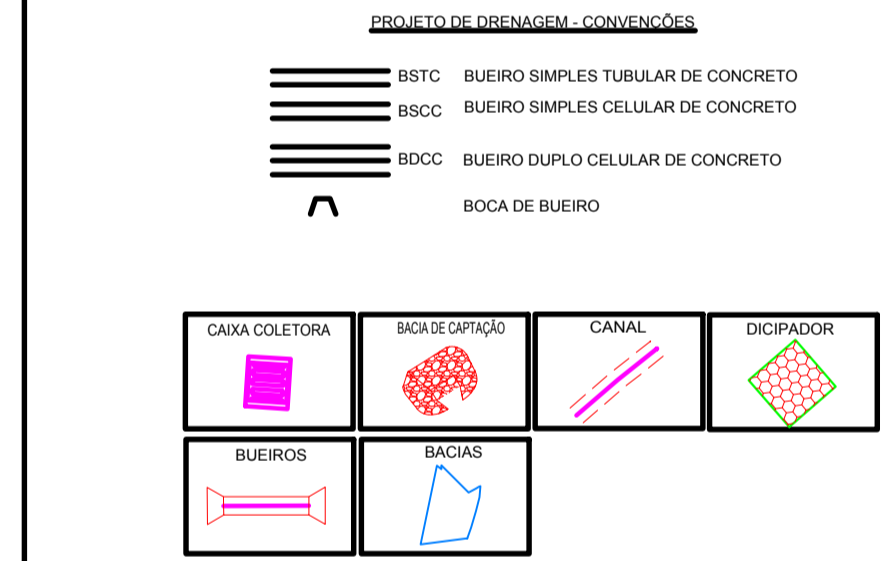 PROJETO DE DRENAGEM - CONVENÇÕES
BSTC BUEIRO SIMPLES TUBULAR DE CONCRETO
BSCC BUEIRO SIMPLES CELULAR DE CONCRETO
BDCC BUEIRO DUPLO CELULAR DE CONCRETO
BOCA DE BUEIRO
CAIXA COLETORA
BACIA DE CAPTAÇÃO
CANAL
DICIPADOR
BUEIROS
BACIAS